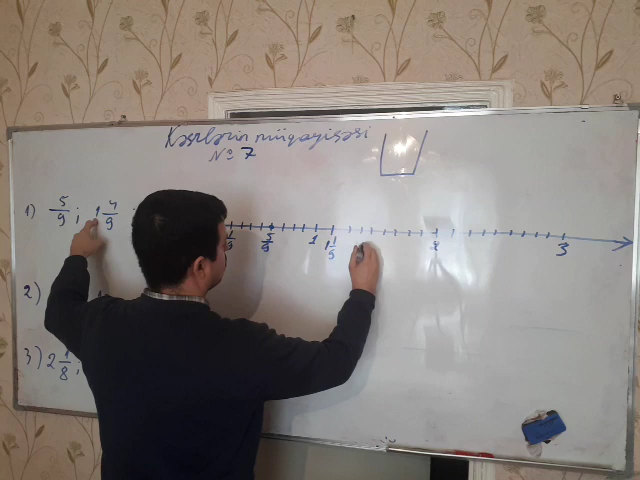 Kəsrlərin müqayisəsi
№ 7
1) 5/9 ; 1 4/9
5/9 1 1 1/9 2 3
2)
3) 2 1/8 ;